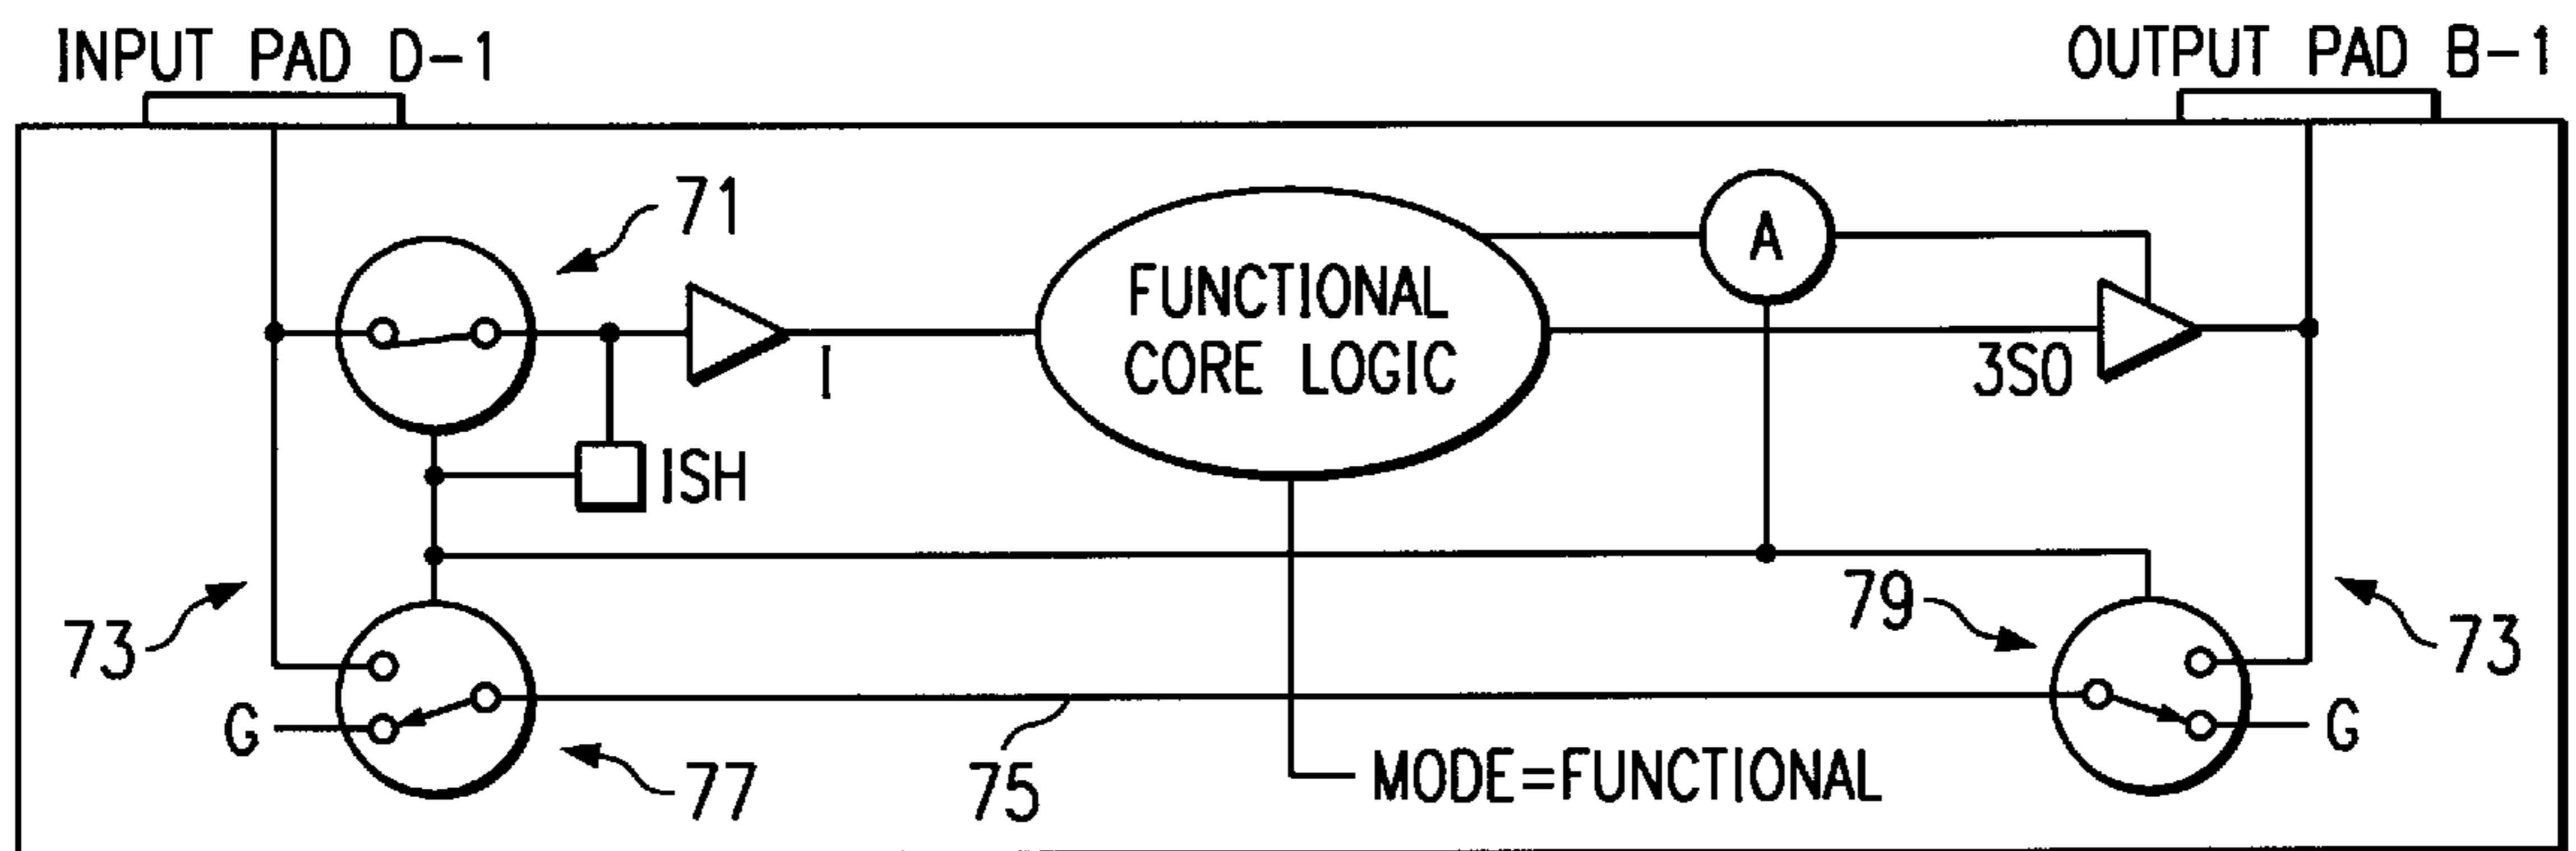 INPUT PAD D-1
OUTPUT PAD B-1
71
A
FUNCTIONAL
CORE LOGIC
I
3SO
ISH
73
79
73
G
G
77
75
MODE=FUNCTIONAL